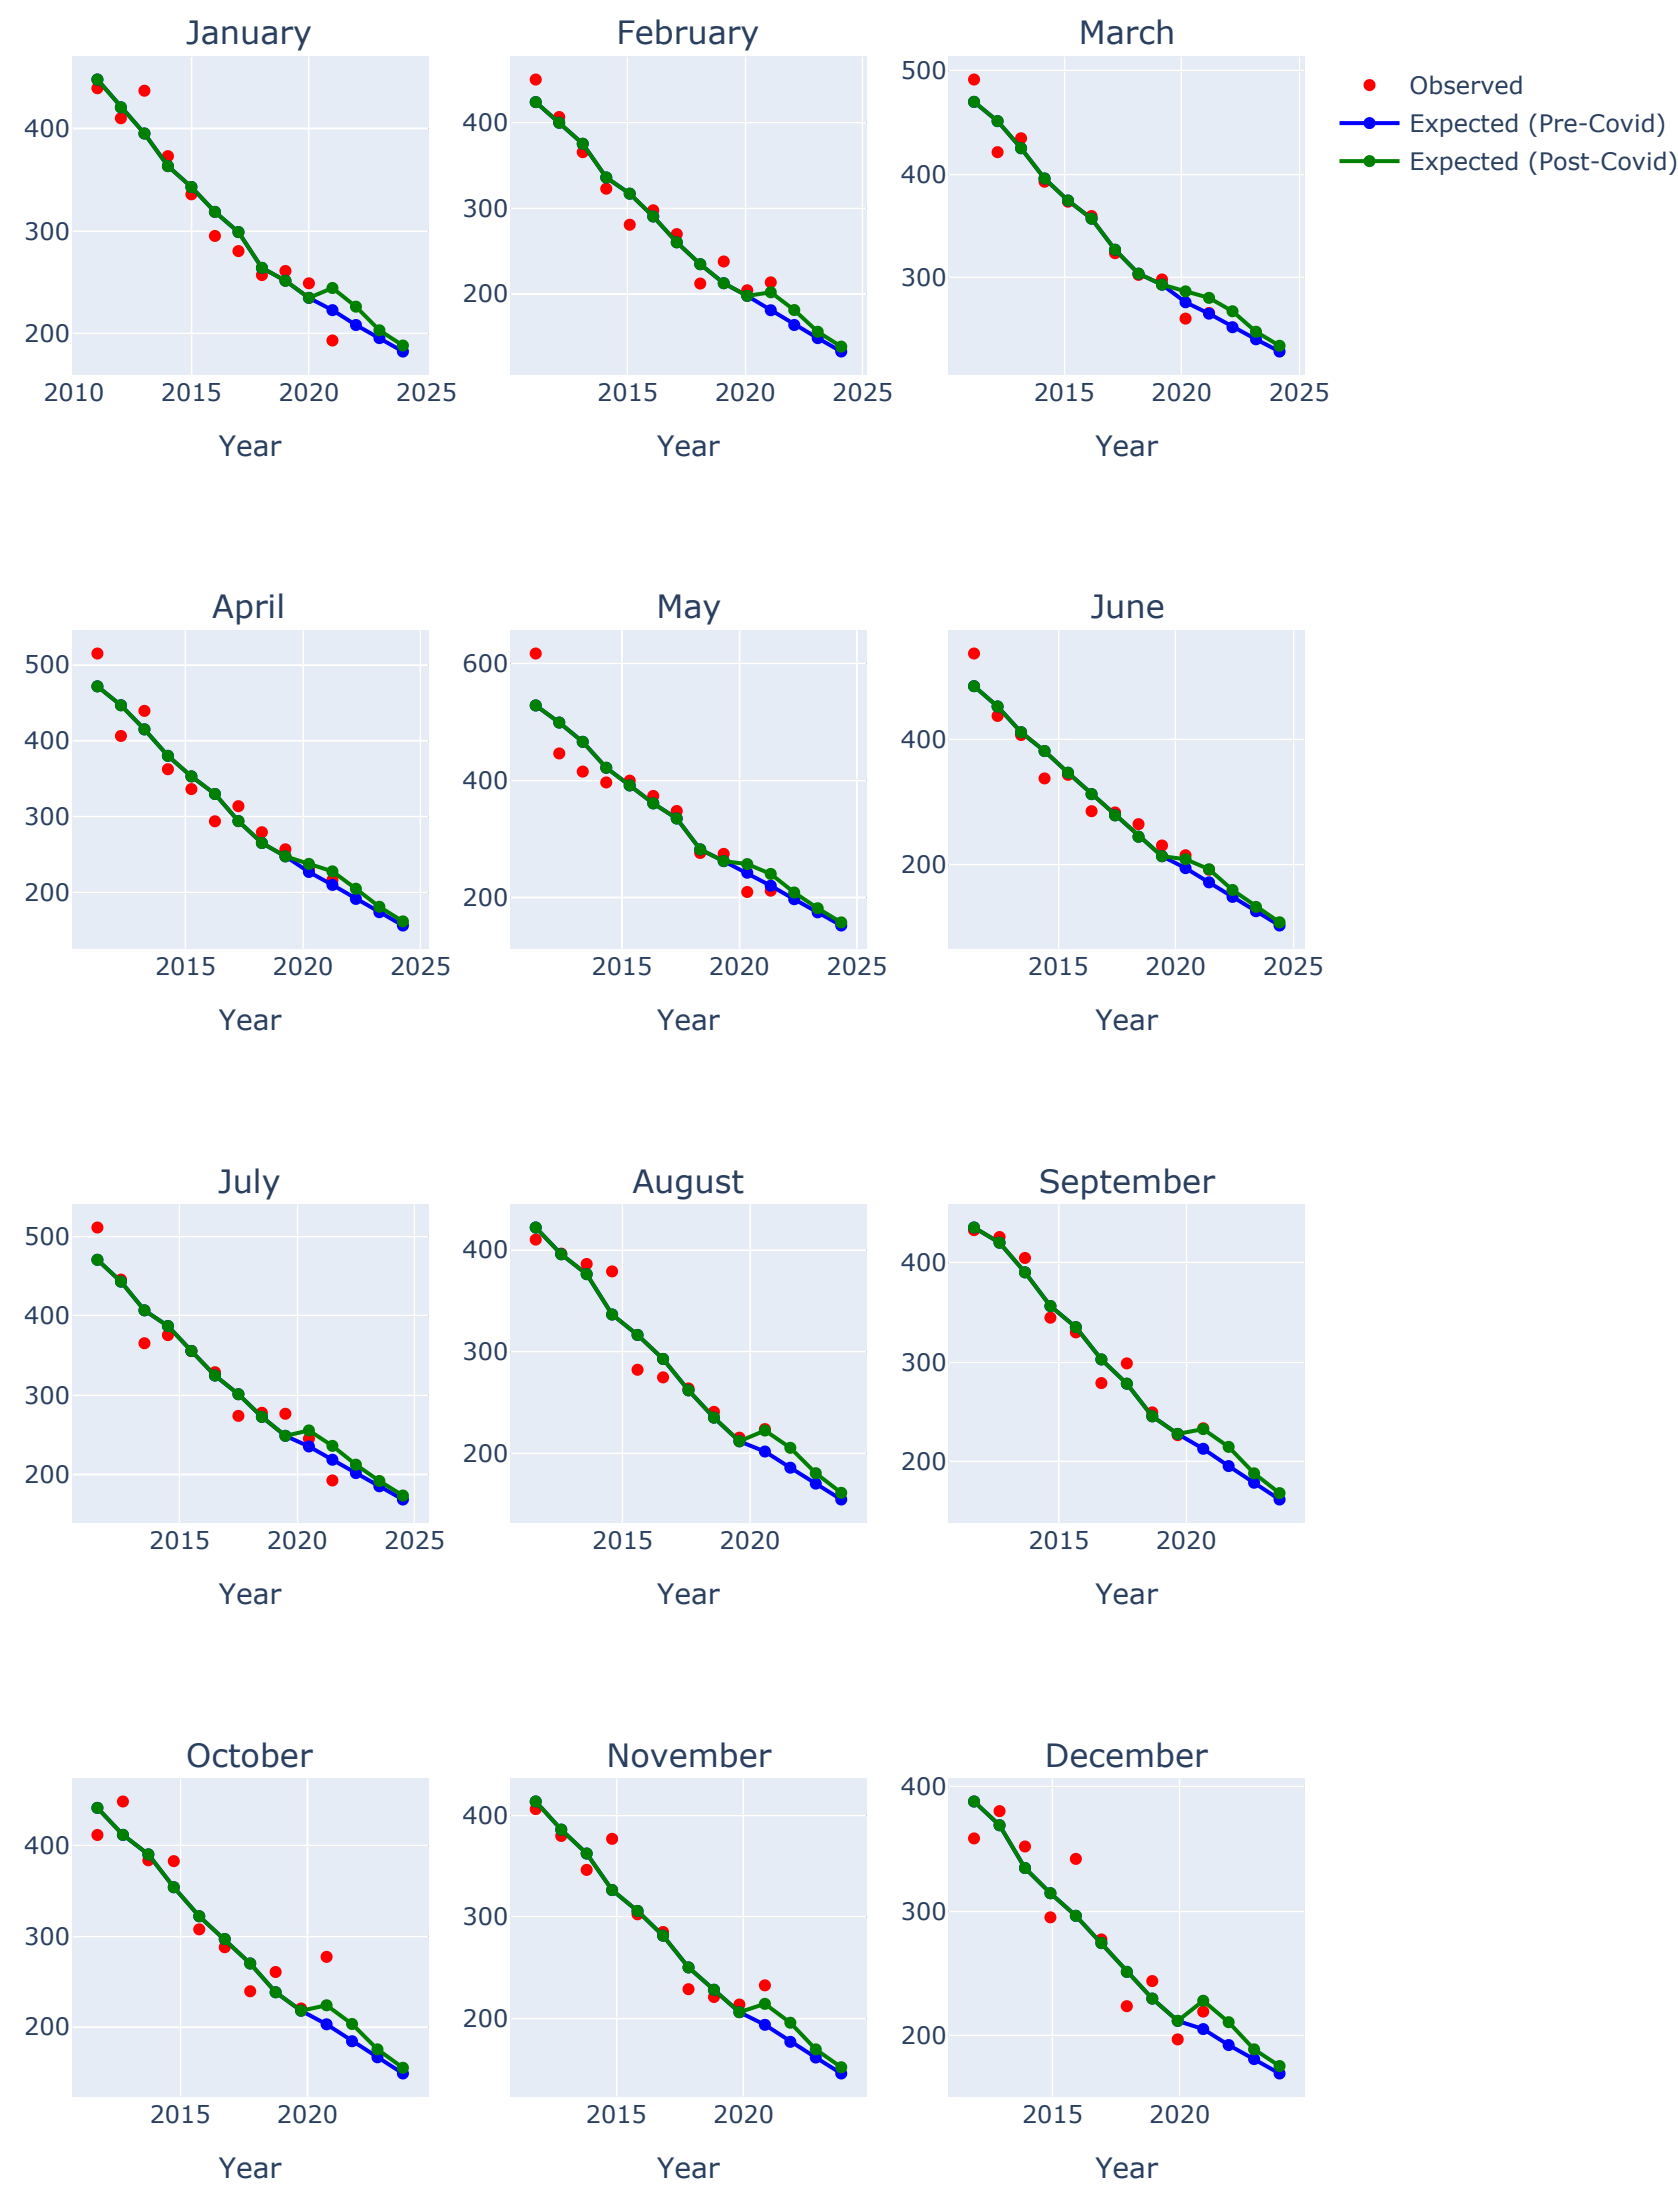 January
February
March
400
300
200
2010
2015
2020
2025
Year
400
300
200
2015
2020
2025
Year
500
400
300
2015
2020
2025
Year
Observed
Expected (Pre-Covid)
Expected (Post-Covid)
April
May
June
500
400
300
200
2015
2020
2025
Year
600
400
200
2015
2020
2025
Year
400
200
2015
2020
2025
Year
July
August
September
500
400
300
200
2015
2020
2025
Year
400
300
200
2015
2020
Year
400
300
200
2015
2020
Year
October
November
December
400
300
200
2015
2020
Year
400
300
200
2015
2020
Year
400
300
200
2015
2020
Year